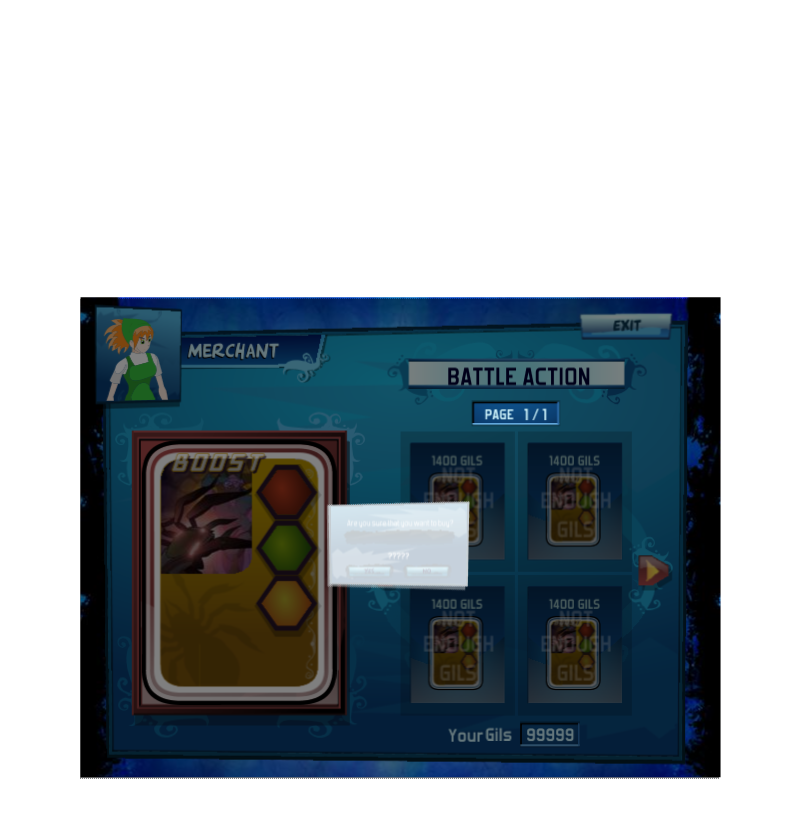 EXIT
MERCHANT
BATTLE ACTION
PAGE 1/1
BOOST
1400 GILS
NOT
ENOUGH
GILS
1400 GILS
NOT
ENOUGH
GILS
?????
1400 GILS
NOT
ENOUGH
GILS
1400 GILS
NOT
ENOUGH
GILS
Your Gils 99999